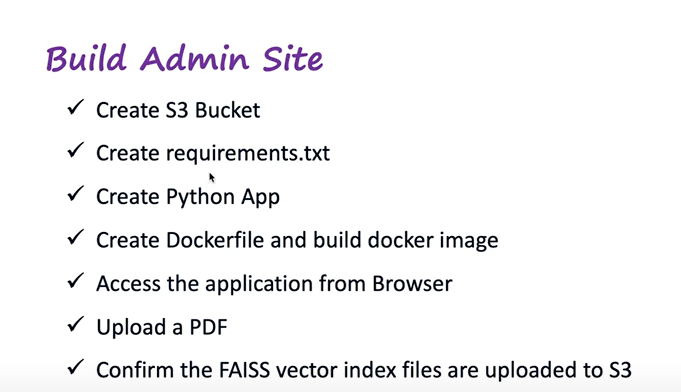 Build Admin Site
✓ Create S3 Bucket
✓ Create requirements.txt
✓ Create Python App
✓ Create Dockerfile and build docker image
✓ Access the application from Browser
✓ Upload a PDF
✓ Confirm the FAISS vector index files are uploaded to S3